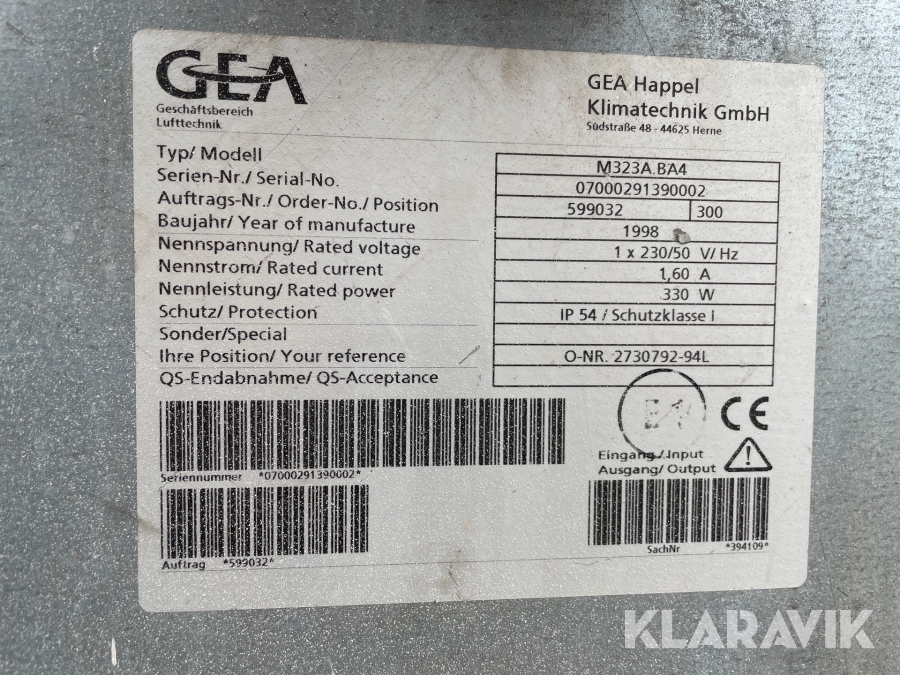 GEA
Geschäftsbereich
Lufttechnik
GEA Happel
Klimatechnik GmbH
Südstraße 48 - 44625 Herne
Typ/ Modell M323A.BA4
Serien-Nr./ Serial-No. 07000291390002
Auftrags-Nr./ Order-No./ Position 599032 300
Baujahr/ Year of manufacture 1998
Nennspannung/ Rated voltage 1 x 230/50 V/ Hz
Nennstrom/ Rated current 1,60 A
Nennleistung/ Rated power 330 W
Schutz/ Protection IP 54 / Schutzklasse I
Sonder/Special
Ihre Position/ Your reference O-NR. 2730792-94L
QS-Endabnahme/ QS-Acceptance
CE
Eingang/ Input
Ausgang/ Output
Seriennummer *07000291390002*
Auftrag *599032*
SachNr *394109*
KLARAVIK